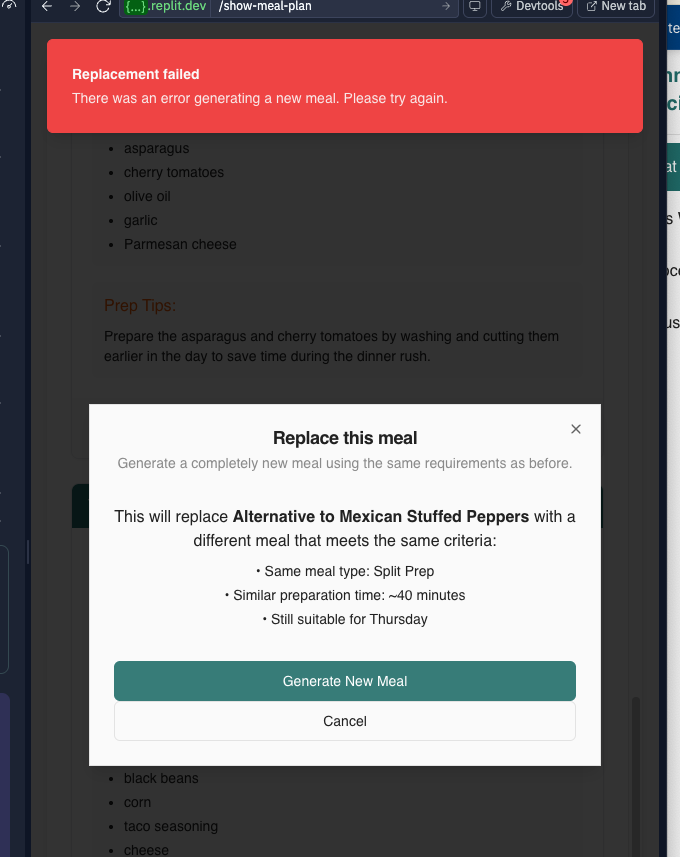 {...}.replit.dev /show-meal-plan
Devtools
New tab
Replacement failed
There was an error generating a new meal. Please try again.
• asparagus
• cherry tomatoes
• olive oil
• garlic
• Parmesan cheese
Prep Tips:
Prepare the asparagus and cherry tomatoes by washing and cutting them
earlier in the day to save time during the dinner rush.
Replace this meal
Generate a completely new meal using the same requirements as before.
This will replace Alternative to Mexican Stuffed Peppers with a
different meal that meets the same criteria:
• Same meal type: Split Prep
• Similar preparation time: ~40 minutes
• Still suitable for Thursday
Generate New Meal
Cancel
• black beans
• corn
• taco seasoning
• cheese